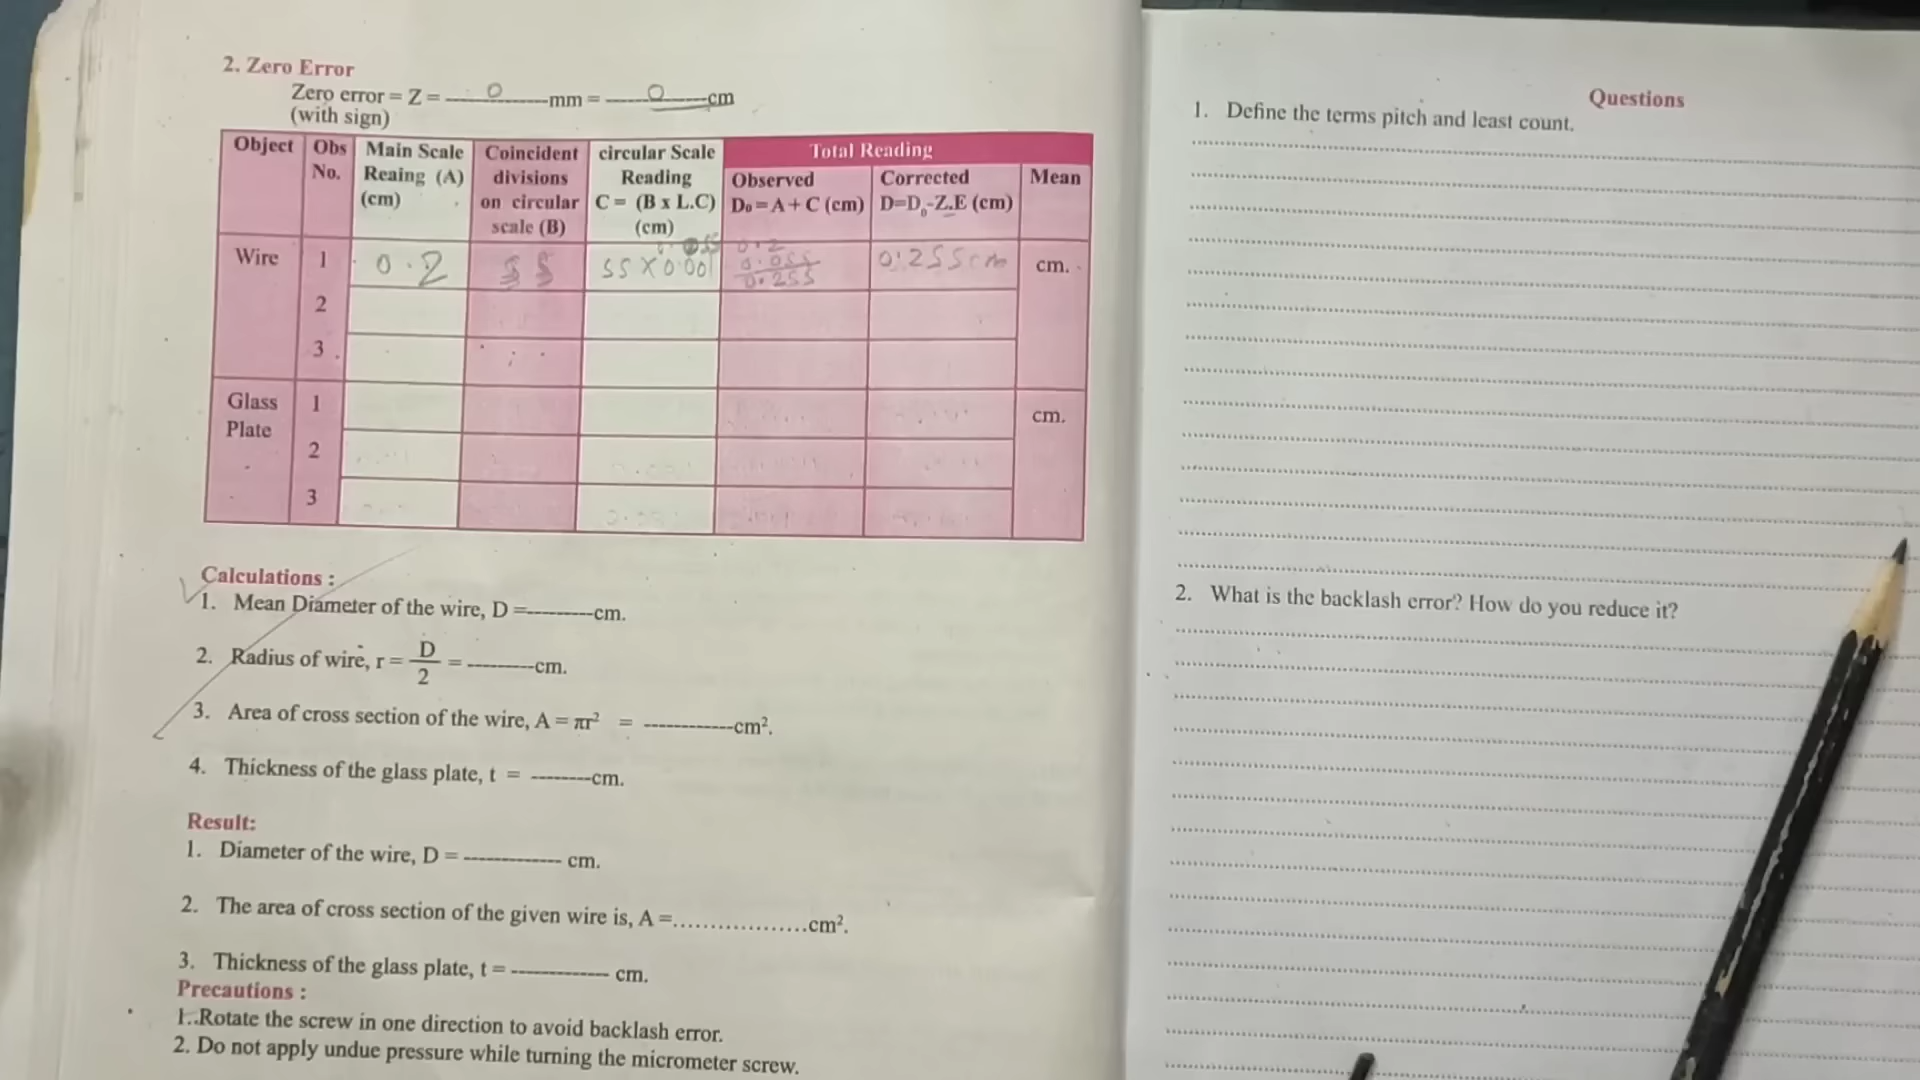 2. Zero Error
Zero error = Z = 0 mm = 0 cm
(with sign)
Object Obs No. Main Scale Reaing (A) (cm) Coincident divisions on circular scale (B) circular Scale Reading C = (B x L.C) (cm) Total Reading Observed D₀=A+C (cm) Corrected D=D₀-Z.E (cm) Mean
Wire 1 0.2 55 55 X 0.001 0.055 0.2 0.055 0.255 0.255cm cm.
2
3
Glass Plate 1 cm.
2
3
Calculations :
1. Mean Diameter of the wire, D =---------cm.
2. Radius of wire, r = D/2 = ---------cm.
3. Area of cross section of the wire, A = πr² = ------------cm².
4. Thickness of the glass plate, t = --------cm.
Result:
1. Diameter of the wire, D = ------------- cm.
2. The area of cross section of the given wire is, A =..................cm².
3. Thickness of the glass plate, t = ------------- cm.
Precautions :
1..Rotate the screw in one direction to avoid backlash error.
2. Do not apply undue pressure while turning the micrometer screw.
Questions
1. Define the terms pitch and least count.
2. What is the backlash error? How do you reduce it?